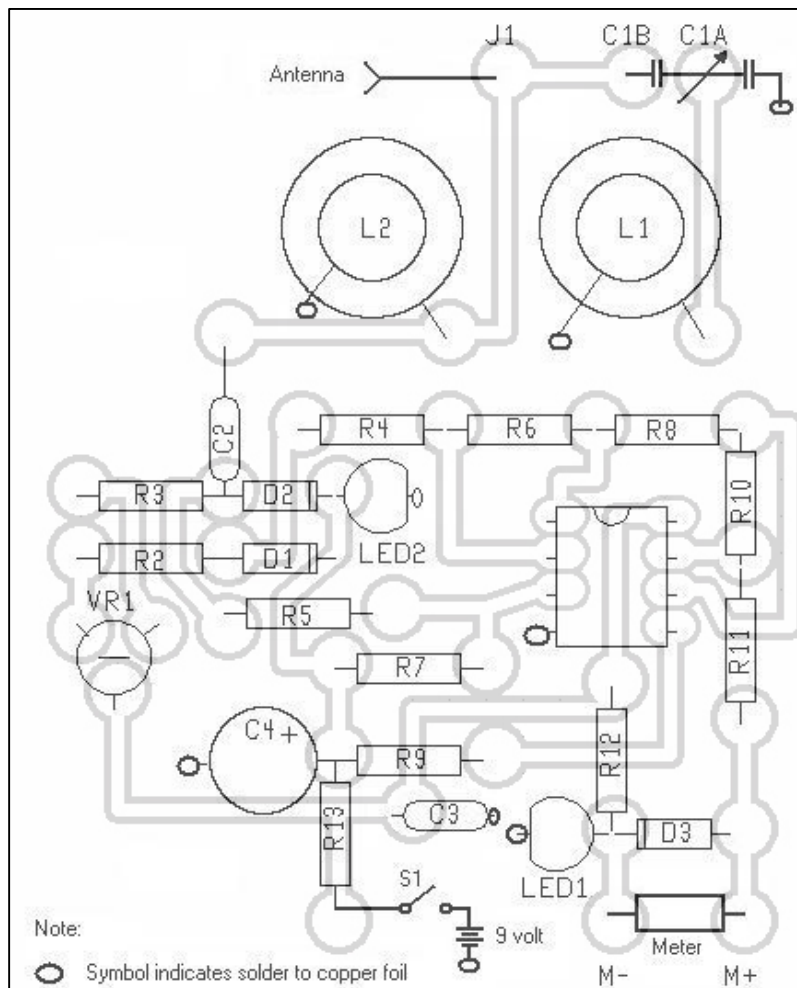 J1 C1B C1A
Antenna
L2 L1
R4 R6 R8
C2
R3 D2 R10
LED2
R2 D1
VR1
R5
R11
R7
C4 +
R9 R12
R13 C3 D3
S1 LED1
Note:
9 volt
Meter
Symbol indicates solder to copper foil
M- M+